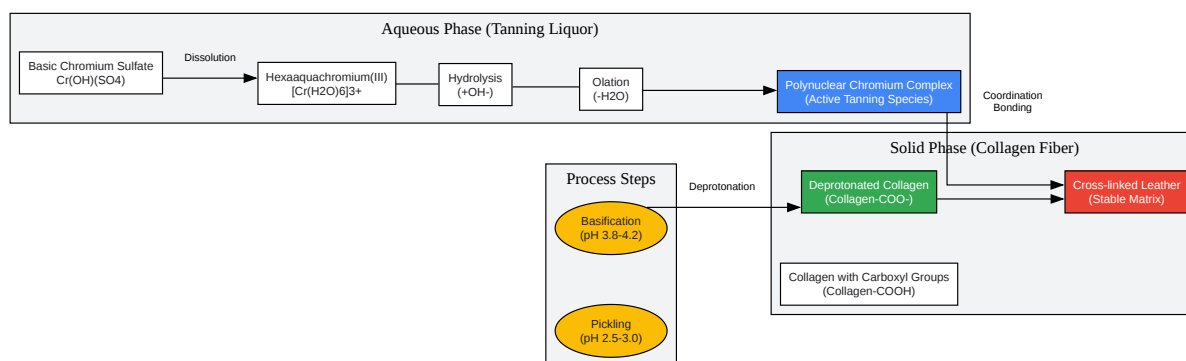 Aqueous Phase (Tanning Liquor)
Basic Chromium Sulfate
Cr(OH)(SO4)
Dissolution
Hexaaquachromium(III)
[Cr(H2O)6]3+
Hydrolysis
(+OH-)
Olation
(-H2O)
Polynuclear Chromium Complex
(Active Tanning Species)
Coordination
Bonding
Solid Phase (Collagen Fiber)
Process Steps
Deprotonation
Deprotonated Collagen
(Collagen-COO-)
Cross-linked Leather
(Stable Matrix)
Basification
(pH 3.8-4.2)
Collagen with Carboxyl Groups
(Collagen-COOH)
Pickling
(pH 2.5-3.0)